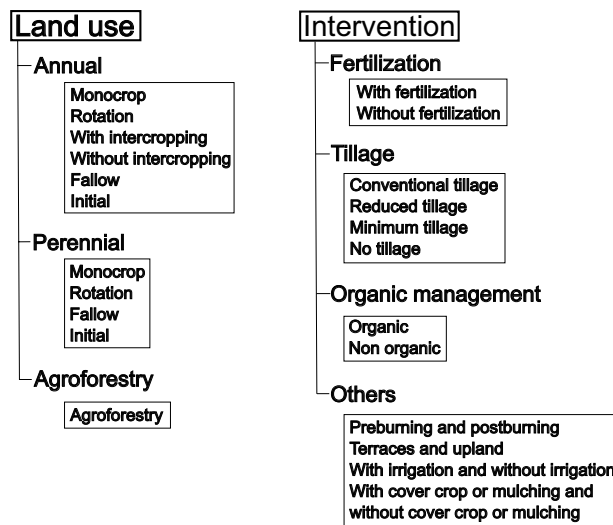 Land use
Annual
Monocrop
Rotation
With intercropping
Without intercropping
Fallow
Initial
Perennial
Monocrop
Rotation
Fallow
Initial
Agroforestry
Agroforestry
Intervention
Fertilization
With fertilization
Without fertilization
Tillage
Conventional tillage
Reduced tillage
Minimum tillage
No tillage
Organic management
Organic
Non organic
Others
Preburning and postburning
Terraces and upland
With irrigation and without irrigation
With cover crop or mulching and
without cover crop or mulching